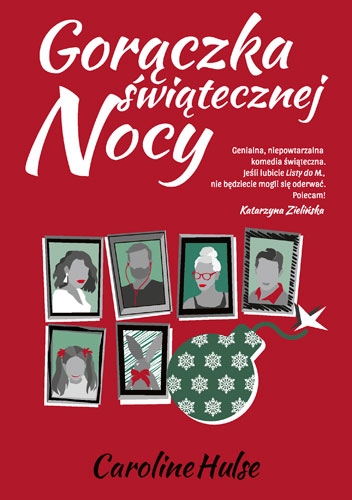 Gorączka
świątecznej
Nocy
Genialna, niepowtarzalna
komedia świąteczna.
Jeśli lubicie Listy do M.,
nie będziecie mogli się oderwać.
Polecam!
Katarzyna Zielińska
Caroline Hulse